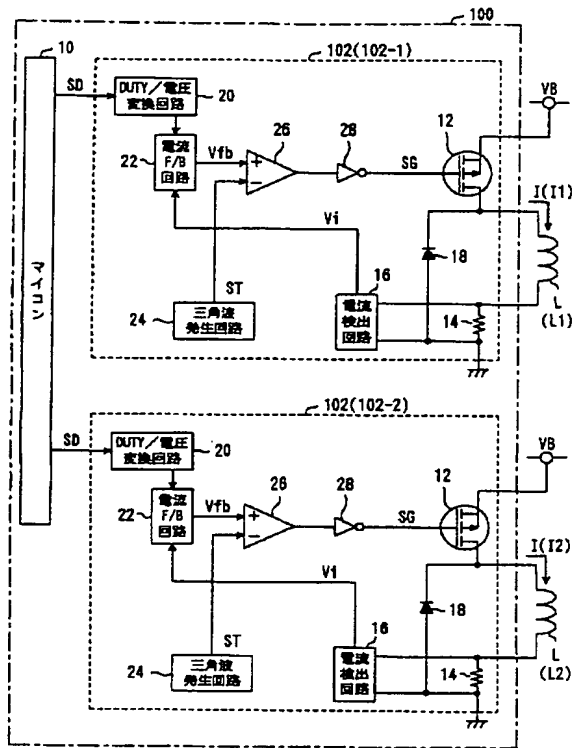 100
10
102(102-1)
SD
DUTY/電圧
変換回路
20
VB
12
26
28
22
電流
F/B
回路
Vfb
+
−
SG
I(I1)
Vi
18
16
ST
24
三角波
発生回路
電流
検出
回路
14
L
(L1)
マイコン
102(102-2)
SD
DUTY/電圧
変換回路
20
VB
12
26
28
22
電流
F/B
回路
Vfb
+
−
SG
I(I2)
Vi
18
16
ST
24
三角波
発生回路
電流
検出
回路
14
L
(L2)